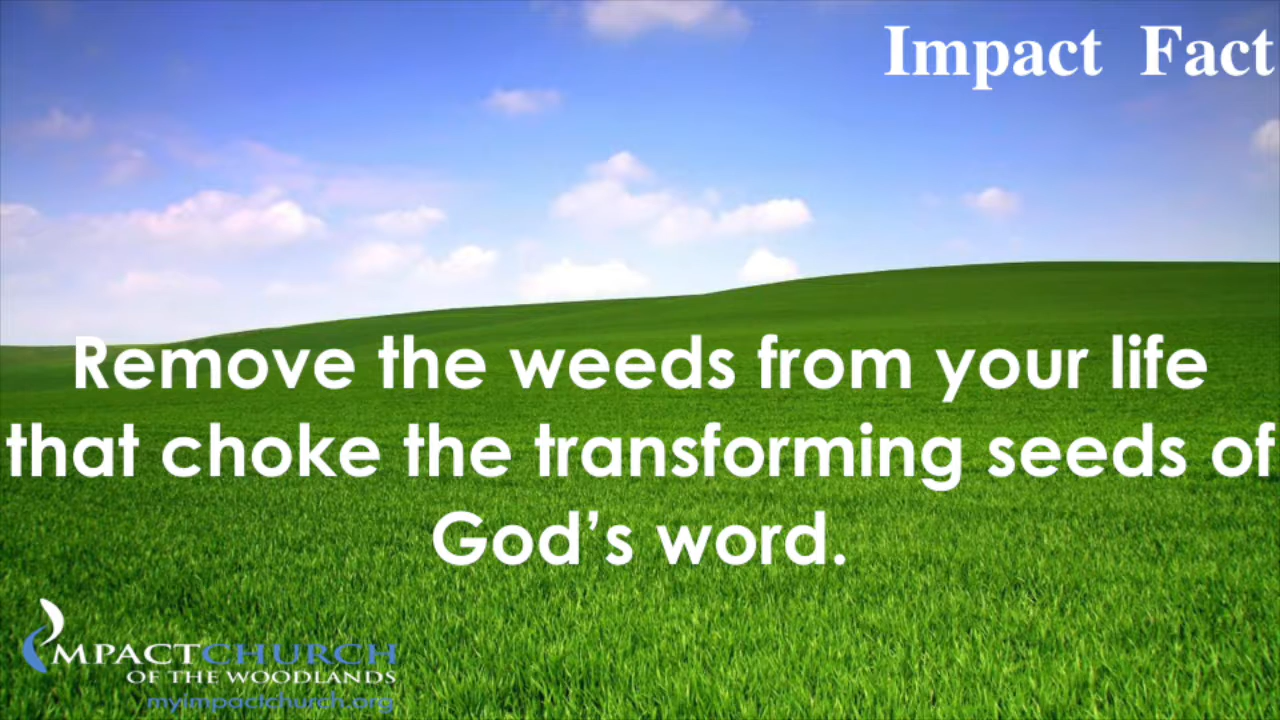 Impact Fact
Remove the weeds from your life
that choke the transforming seeds of
God's word.
IMPACTCHURCH
OF THE WOODLANDS
myimpactchurch.org